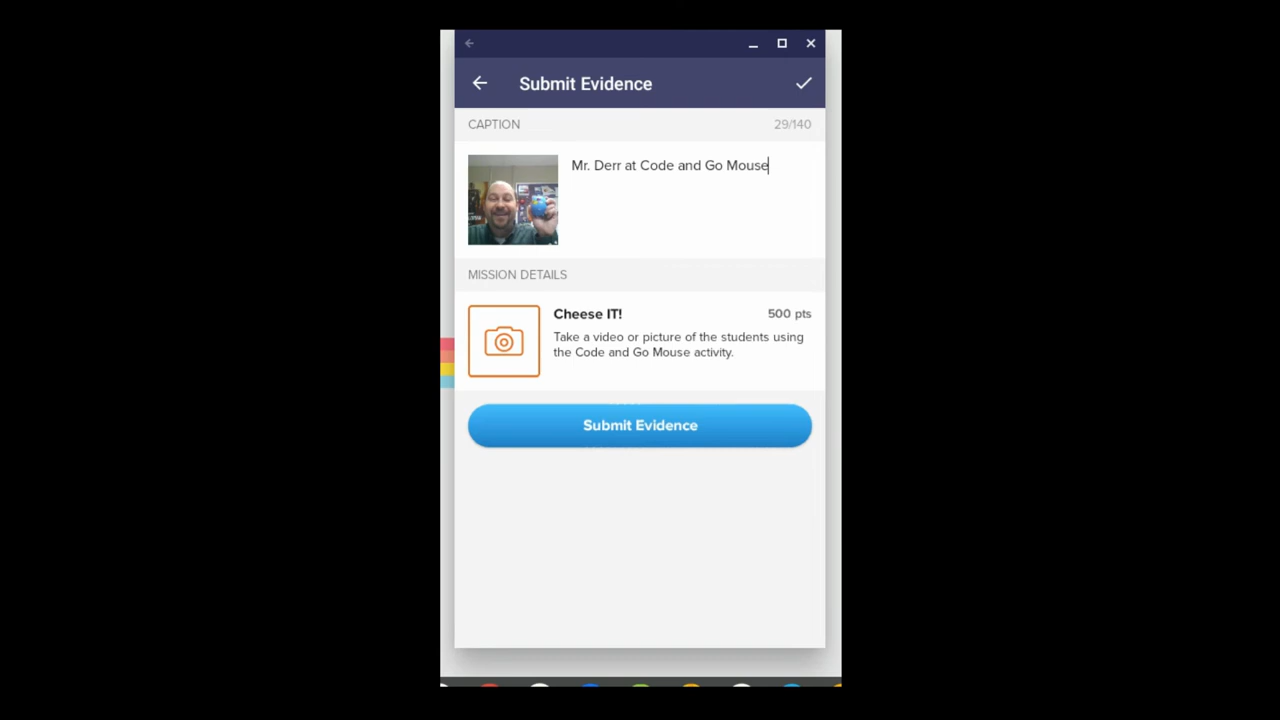 Submit Evidence
CAPTION
29/140
Mr. Derr at Code and Go Mouse
MISSION DETAILS
Cheese IT!
500 pts
Take a video or picture of the students using
the Code and Go Mouse activity.
Submit Evidence